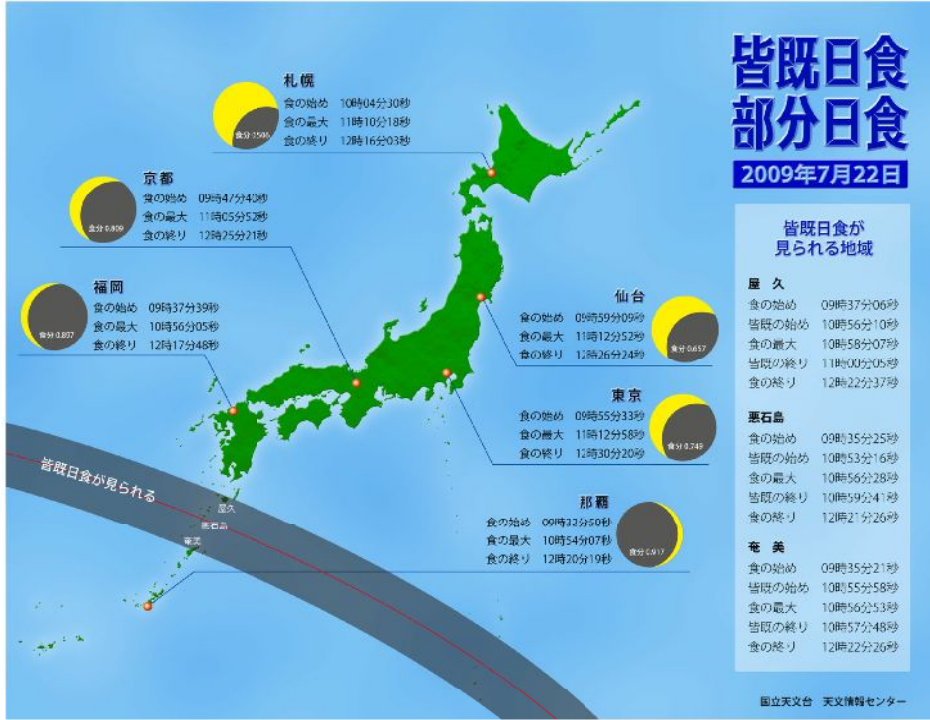 皆既日食
部分日食
2009年7月22日
札幌
食の始め 10時04分30秒
食の最大 11時10分18秒
食の終り 12時16分03秒
食分
京都
食の始め 09時47分40秒
食の最大 11時05分52秒
食の終り 12時25分21秒
食分 0.809
福岡
食の始め 09時37分39秒
食の最大 10時56分05秒
食の終り 12時17分48秒
食分 0.897
仙台
食の始め 09時59分09秒
食の最大 11時12分52秒
食の終り 12時26分24秒
食分 0.657
東京
食の始め 09時55分33秒
食の最大 11時12分58秒
食の終り 12時30分20秒
食分 0.749
那覇
食の始め
食の最大 10時54分07秒
食の終り 12時20分19秒
食分 0.917
皆既日食が見られる
屋久
悪石島
奄美
皆既日食が
見られる地域
屋 久
食の始め 09時37分06秒
皆既の始め 10時56分10秒
食の最大 10時58分07秒
皆既の終り 11時00分05秒
食の終り 12時22分37秒
悪石島
食の始め 09時35分25秒
皆既の始め 10時53分16秒
食の最大 10時56分28秒
皆既の終り 10時59分41秒
食の終り 12時21分26秒
奄 美
食の始め 09時35分21秒
皆既の始め 10時55分58秒
食の最大 10時56分53秒
皆既の終り 10時57分48秒
食の終り 12時22分26秒
国立天文台 天文情報センター